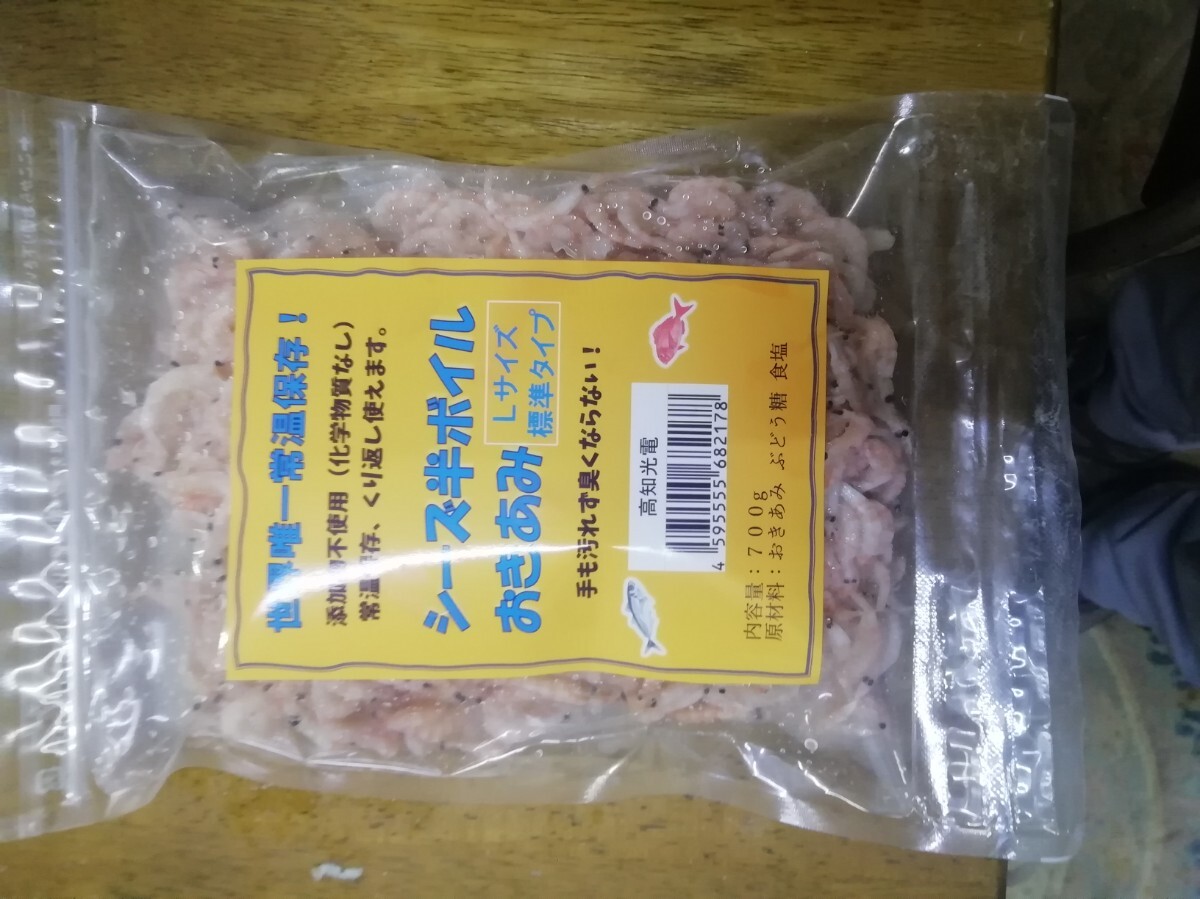 世界唯一常温保存!
添加物不使用(化学物質なし)
常温保存、くり返し使えます。
シーズ半ボイル
おきあみ
Lサイズ
標準タイプ
手も汚れず臭くならない!
高知光電
4 595555 682178
内容量:700g
原材料:おきあみ ぶどう糖 食塩